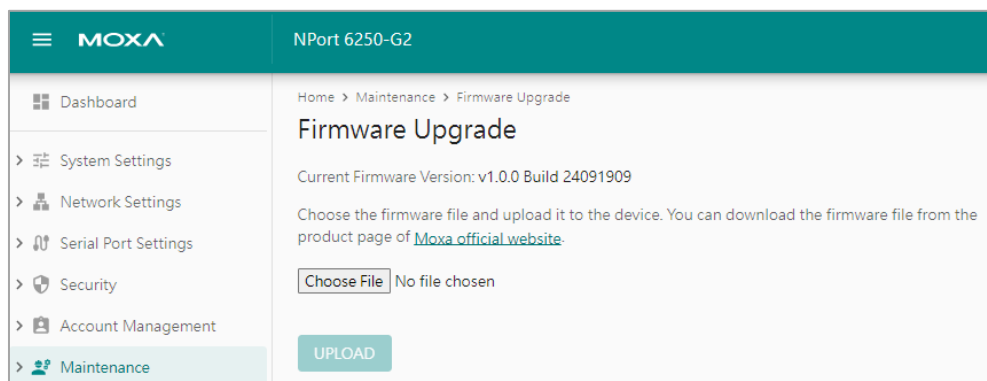 MOXA
NPort 6250-G2
Dashboard
System Settings
Network Settings
Serial Port Settings
Security
Account Management
Maintenance
Home > Maintenance > Firmware Upgrade
Firmware Upgrade
Current Firmware Version: v1.0.0 Build 24091909
Choose the firmware file and upload it to the device. You can download the firmware file from the
product page of Moxa official website.
Choose File No file chosen
UPLOAD